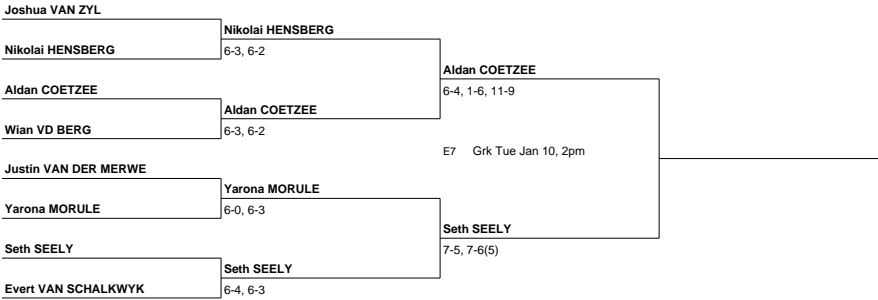 Joshua VAN ZYL
Nikolai HENSBERG
Nikolai HENSBERG
6-3, 6-2
Aldan COETZEE
6-4, 1-6, 11-9
Aldan COETZEE
Aldan COETZEE
Wian VD BERG
6-3, 6-2
E7 Grk Tue Jan 10, 2pm
Justin VAN DER MERWE
Yarona MORULE
Yarona MORULE
6-0, 6-3
Seth SEELY
7-5, 7-6(5)
Seth SEELY
Seth SEELY
Evert VAN SCHALKWYK
6-4, 6-3